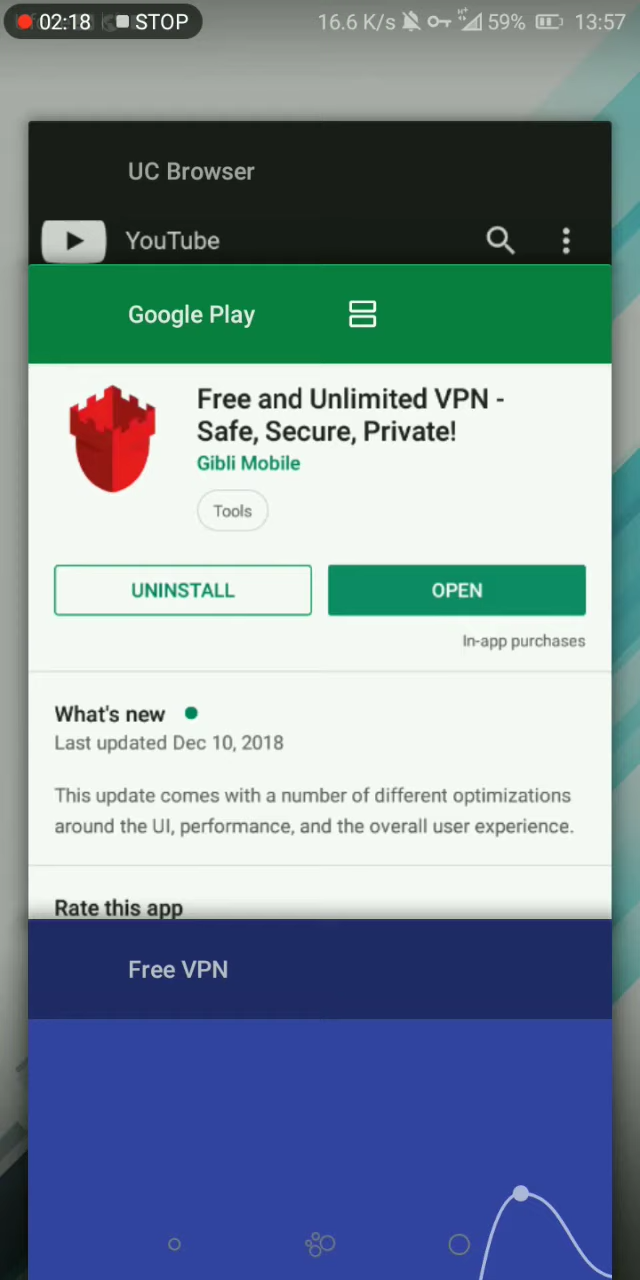 02:18 STOP 16.6 K/s 59% 13:57
UC Browser
YouTube
Google Play
Free and Unlimited VPN -
Safe, Secure, Private!
Gibli Mobile
Tools
UNINSTALL OPEN
In-app purchases
What's new
Last updated Dec 10, 2018
This update comes with a number of different optimizations
around the UI, performance, and the overall user experience.
Rate this app
Free VPN